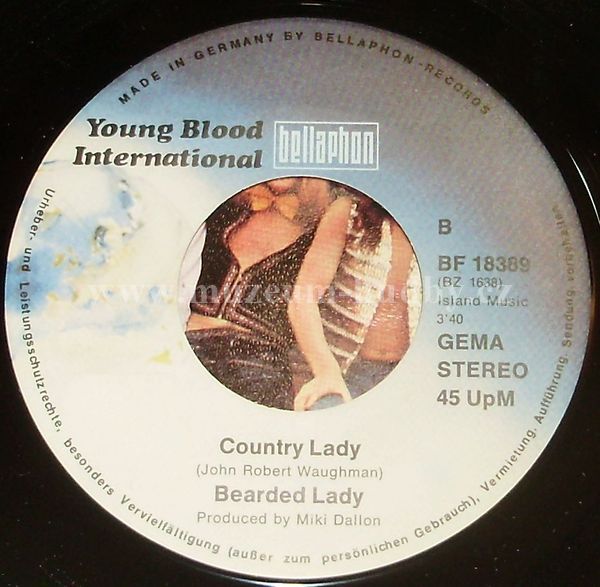 MADE IN GERMANY BY BELLAPHON-RECORDS
Young Blood
International
bellaphon
B
BF 18389
(BZ 1638)
Island Music
3'40
GEMA
STEREO
45 UpM
Country Lady
(John Robert Waughman)
Bearded Lady
Produced by Miki Dallon
Urheber- und Leistungsschutzrechte, besonders Vervielfältigung (außer zum persönlichen Gebrauch), Vermietung, Aufführung, Sendung vorbehalten.